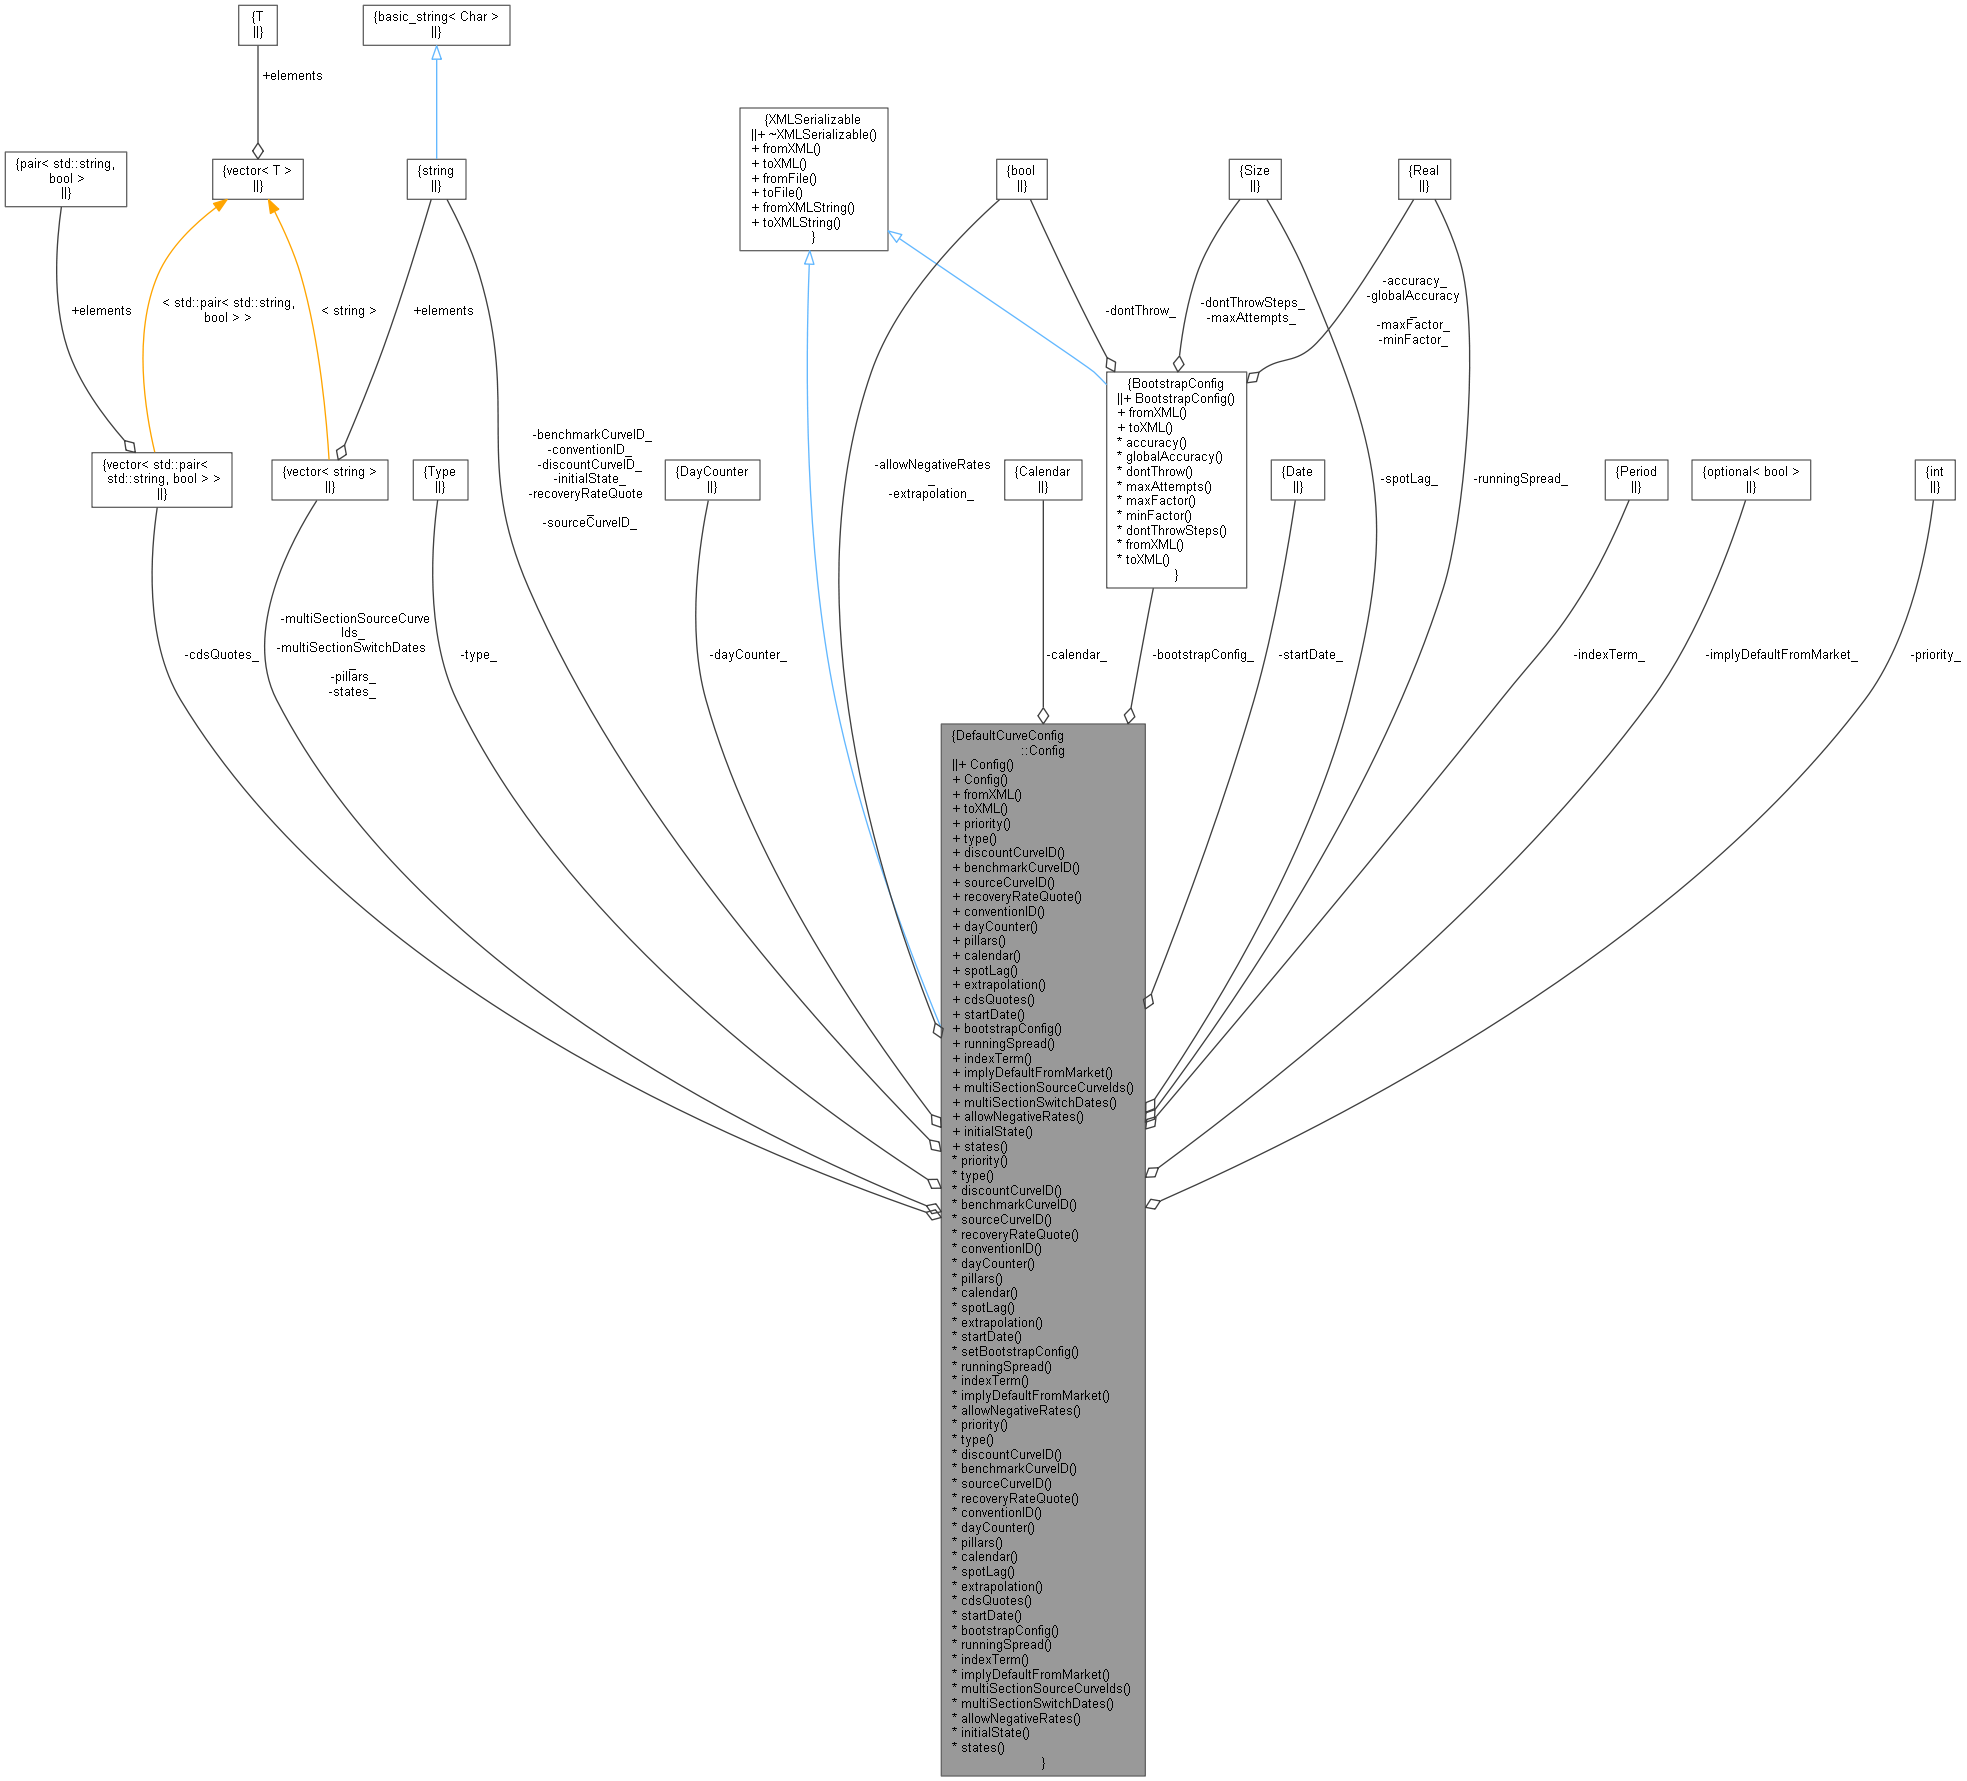 {T
||}
{basic_string< Char >
||}
+elements
{XMLSerializable
||+ ~XMLSerializable()
+ fromXML()
+ toXML()
+ fromFile()
+ toFile()
+ fromXMLString()
+ toXMLString()
}
{pair< std::string,
bool >
||}
{vector< T >
||}
{string
||}
{bool
||}
{Size
||}
{Real
||}
+elements
< std::pair< std::string,
bool > >
< string >
+elements
-dontThrow_
-dontThrowSteps_
-maxAttempts_
-accuracy_
-globalAccuracy
_
-maxFactor_
-minFactor_
{BootstrapConfig
||+ BootstrapConfig()
+ fromXML()
+ toXML()
* accuracy()
* globalAccuracy()
* dontThrow()
* maxAttempts()
* maxFactor()
* minFactor()
* dontThrowSteps()
* fromXML()
* toXML()
}
{vector< std::pair<
std::string, bool > >
||}
{vector< string >
||}
{Type
||}
-benchmarkCurveID_
-conventionID_
-discountCurveID_
-initialState_
-recoveryRateQuote
_
-sourceCurveID_
{DayCounter
||}
-allowNegativeRates
_
-extrapolation_
{Calendar
||}
{Date
||}
-spotLag_
-runningSpread_
{Period
||}
{optional< bool >
||}
{int
||}
-cdsQuotes_
-multiSectionSourceCurve
Ids_
-multiSectionSwitchDates
_
-pillars_
-states_
-type_
-dayCounter_
-calendar_
-bootstrapConfig_
-startDate_
-indexTerm_
-implyDefaultFromMarket_
-priority_
{DefaultCurveConfig
::Config
||+ Config()
+ Config()
+ fromXML()
+ toXML()
+ priority()
+ type()
+ discountCurveID()
+ benchmarkCurveID()
+ sourceCurveID()
+ recoveryRateQuote()
+ conventionID()
+ dayCounter()
+ pillars()
+ calendar()
+ spotLag()
+ extrapolation()
+ cdsQuotes()
+ startDate()
+ bootstrapConfig()
+ runningSpread()
+ indexTerm()
+ implyDefaultFromMarket()
+ multiSectionSourceCurveIds()
+ multiSectionSwitchDates()
+ allowNegativeRates()
+ initialState()
+ states()
* priority()
* type()
* discountCurveID()
* benchmarkCurveID()
* sourceCurveID()
* recoveryRateQuote()
* conventionID()
* dayCounter()
* pillars()
* calendar()
* spotLag()
* extrapolation()
* startDate()
* setBootstrapConfig()
* runningSpread()
* indexTerm()
* implyDefaultFromMarket()
* allowNegativeRates()
* priority()
* type()
* discountCurveID()
* benchmarkCurveID()
* sourceCurveID()
* recoveryRateQuote()
* conventionID()
* dayCounter()
* pillars()
* calendar()
* spotLag()
* extrapolation()
* cdsQuotes()
* startDate()
* bootstrapConfig()
* runningSpread()
* indexTerm()
* implyDefaultFromMarket()
* multiSectionSourceCurveIds()
* multiSectionSwitchDates()
* allowNegativeRates()
* initialState()
* states()
}